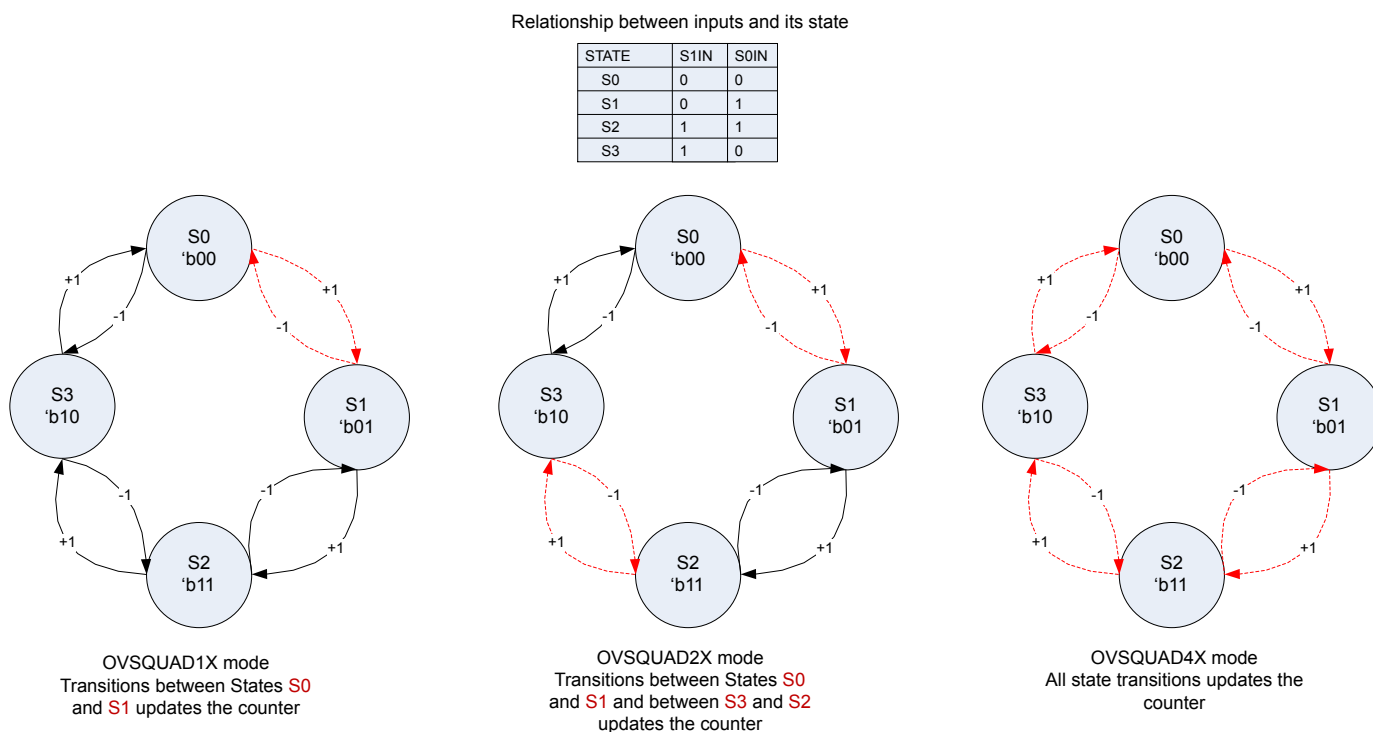 Relationship between inputs and its state
STATE S1IN S0IN
S0 0 0
S1 0 1
S2 1 1
S3 1 0
S0
‘b00
+1
-1
+1
-1
S3
‘b10
S1
‘b01
-1
-1
+1
+1
S2
‘b11
OVSQUAD1X mode
Transitions between States S0
and S1 updates the counter
S0
‘b00
+1
-1
+1
-1
S3
‘b10
S1
‘b01
-1
-1
+1
+1
S2
‘b11
OVSQUAD2X mode
Transitions between States S0
and S1 and between S3 and S2
updates the counter
S0
‘b00
+1
-1
+1
-1
S3
‘b10
S1
‘b01
-1
-1
+1
+1
S2
‘b11
OVSQUAD4X mode
All state transitions updates the
counter